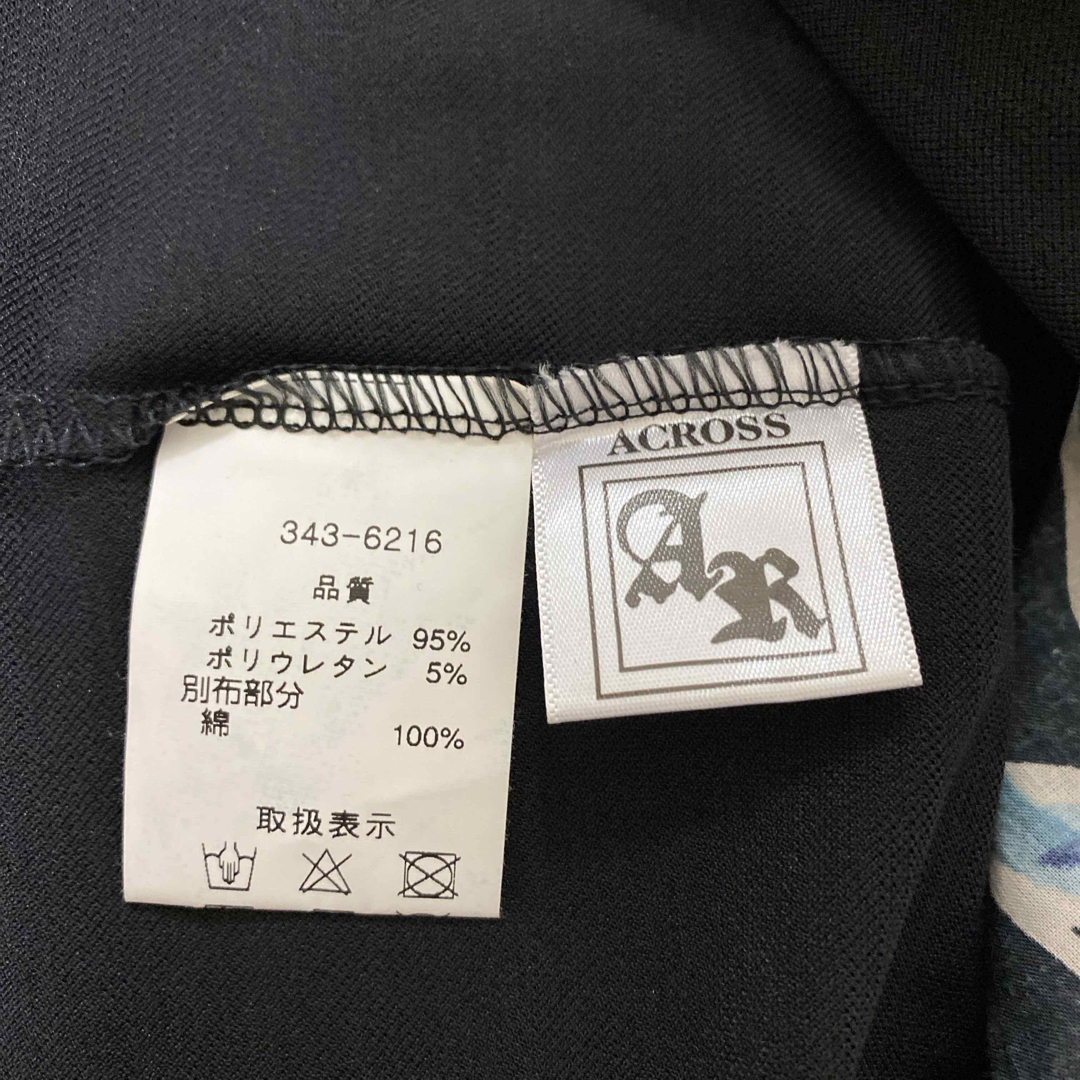 343-6216
品質
ポリエステル 95%
ポリウレタン 5%
別布部分
綿 100%
取扱表示
ACROSS
AR